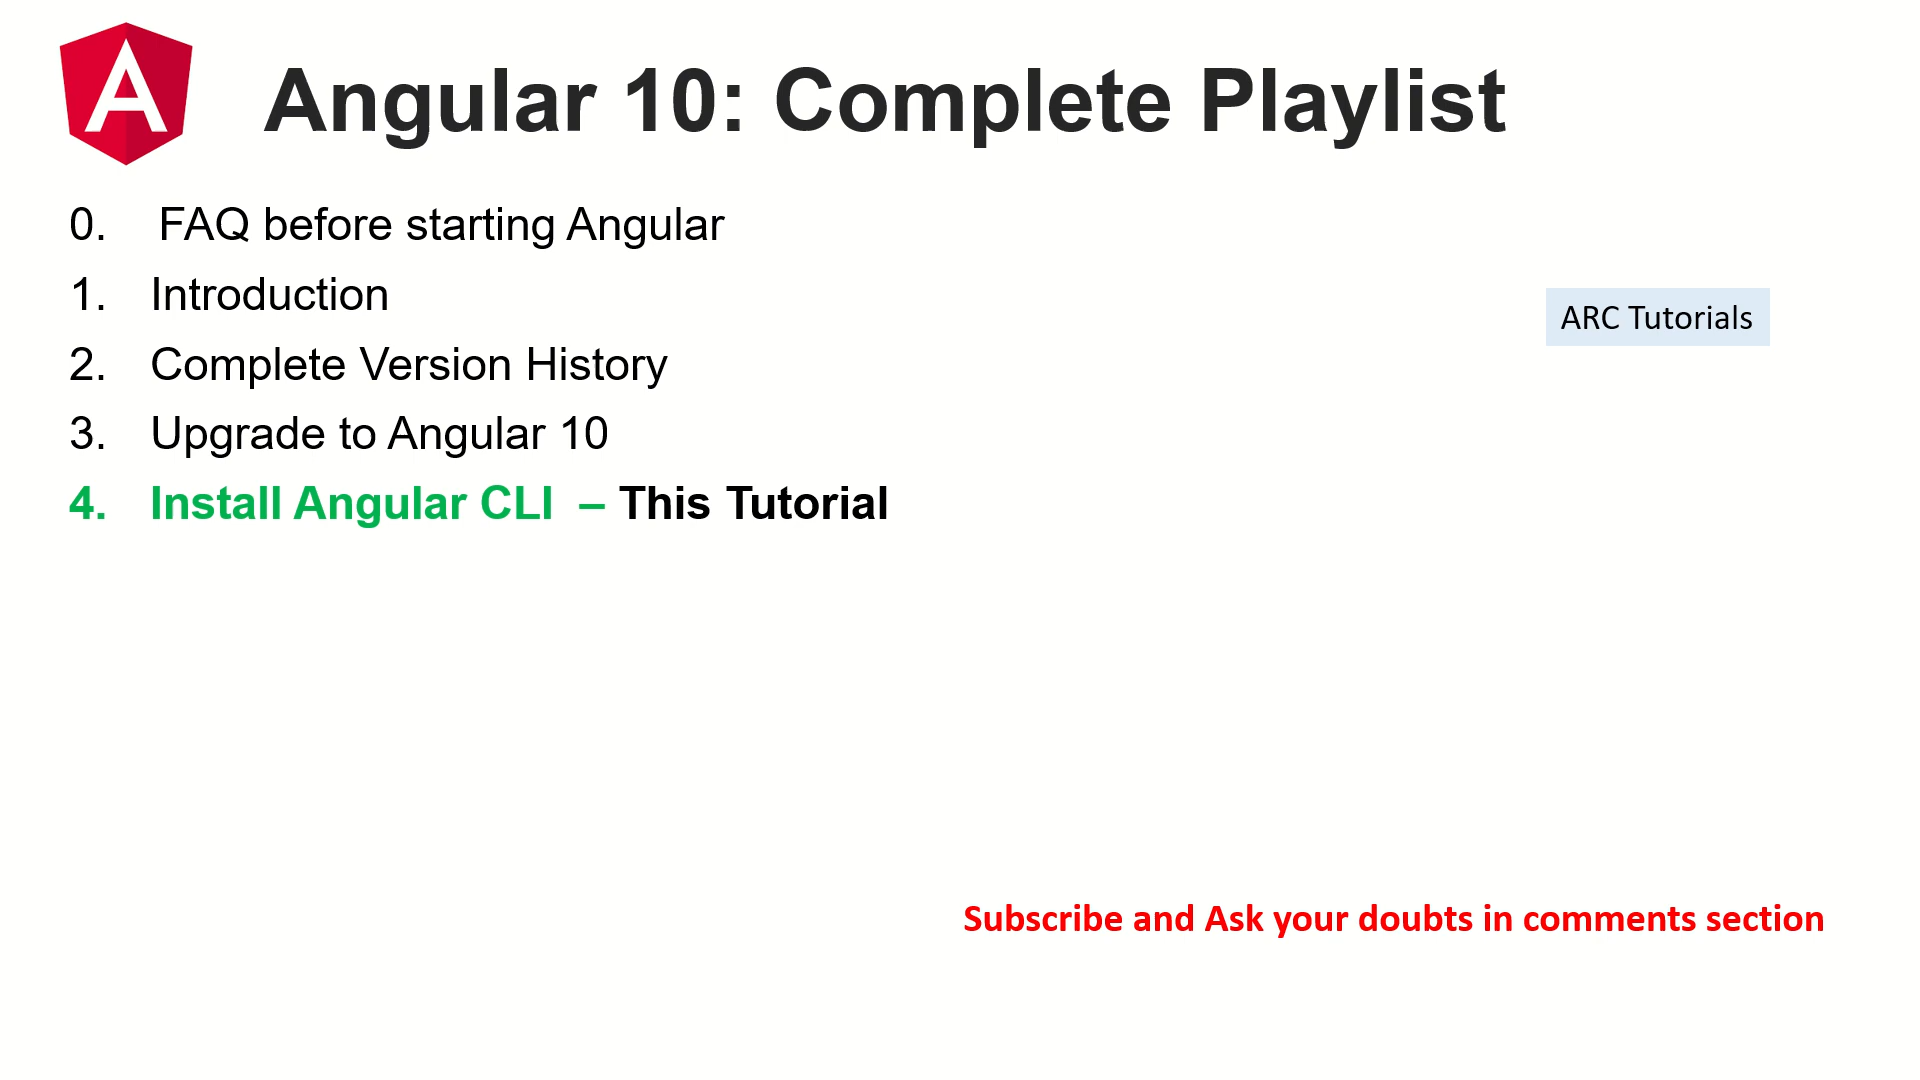 Angular 10: Complete Playlist
0. FAQ before starting Angular
1. Introduction
ARC Tutorials
2. Complete Version History
3. Upgrade to Angular 10
4. Install Angular CLI – This Tutorial
Subscribe and Ask your doubts in comments section